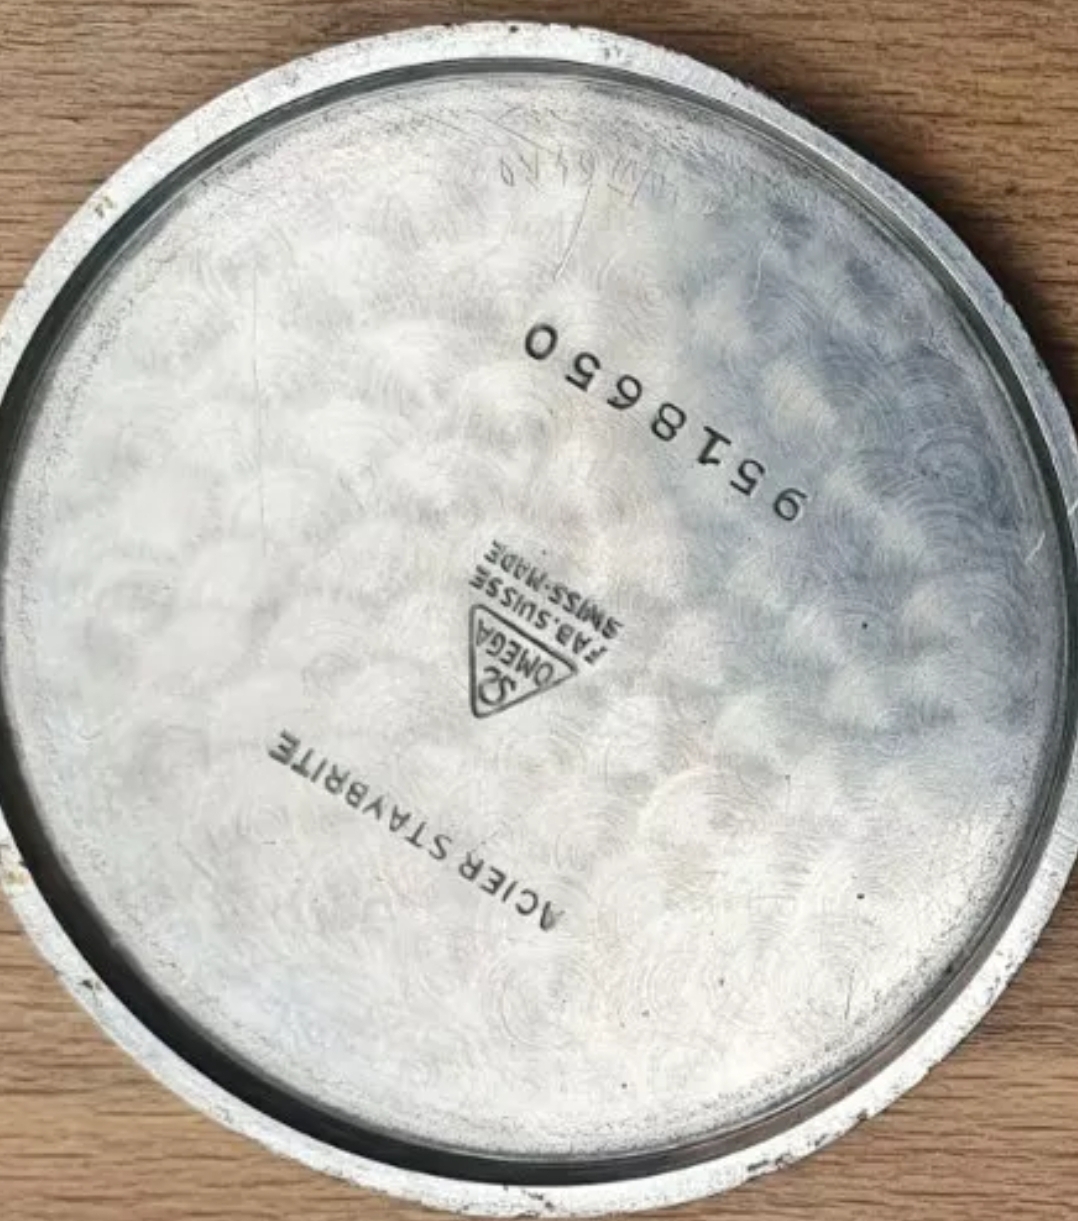 ACIER STAYBRITE
Ω
OMEGA
FAB. SUISSE
SWISS-MADE
9518650